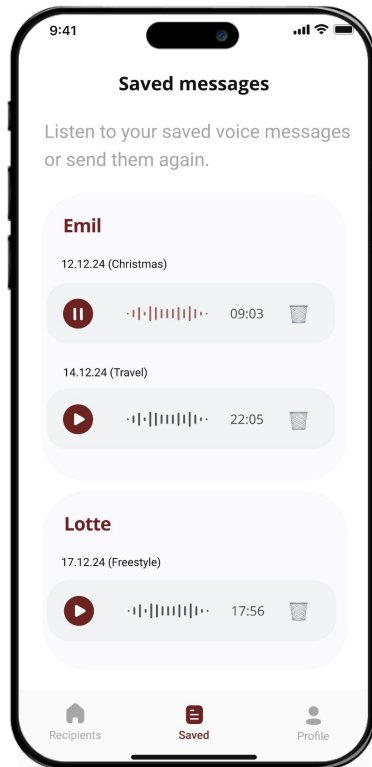 9:41
Saved messages
Listen to your saved voice messages
or send them again.
Emil
12.12.24 (Christmas)
09:03
14.12.24 (Travel)
22:05
Lotte
17.12.24 (Freestyle)
17:56
Recipients
Saved
Profile